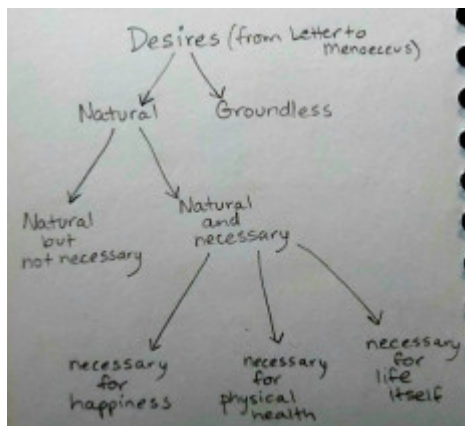 Desires (from Letter to
Menoeceus)
Natural
Groundless
Natural
but
not necessary
Natural
and
necessary
necessary
for
happiness
necessary
for
physical
health
necessary
for
life
itself